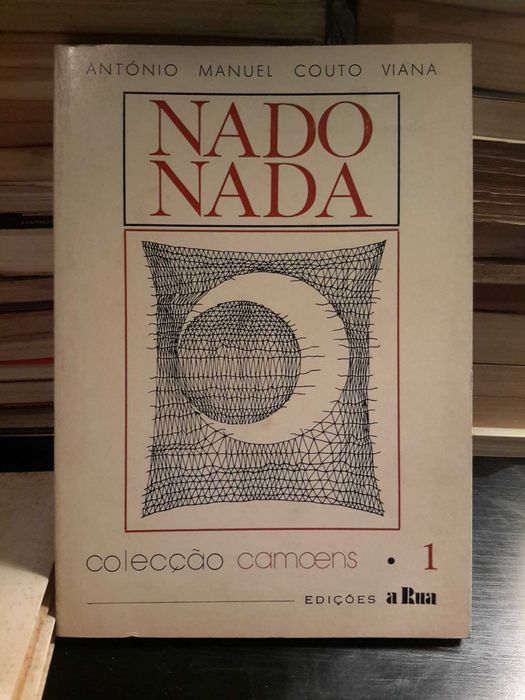 ANTÓNIO MANUEL COUTO VIANA
NADO
NADA
colecção camoens • 1
EDIÇÕES a Rua